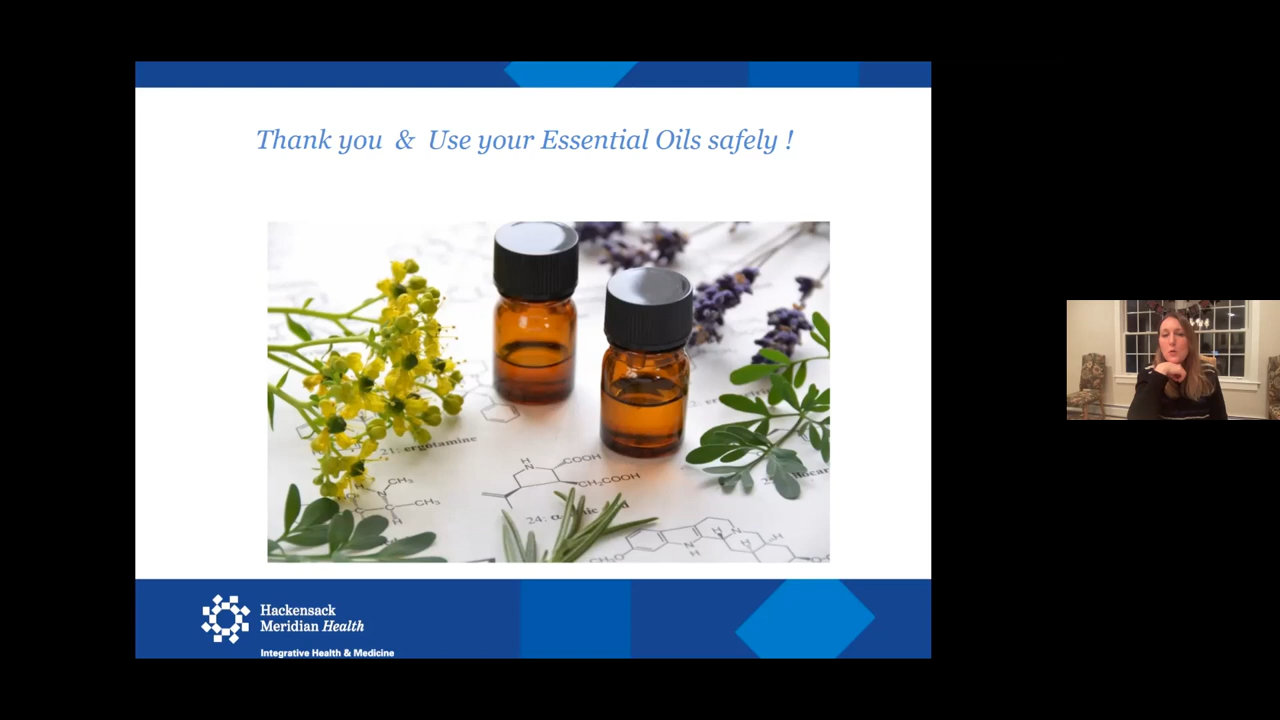 Thank you & Use your Essential Oils safely !
21: ergotamine
N
CH₃
CH₃
H
H
N
COOH
CH₂COOH
24:
N
H
H
N
H
H
CH₃O
Hackensack
Meridian Health
Integrative Health & Medicine